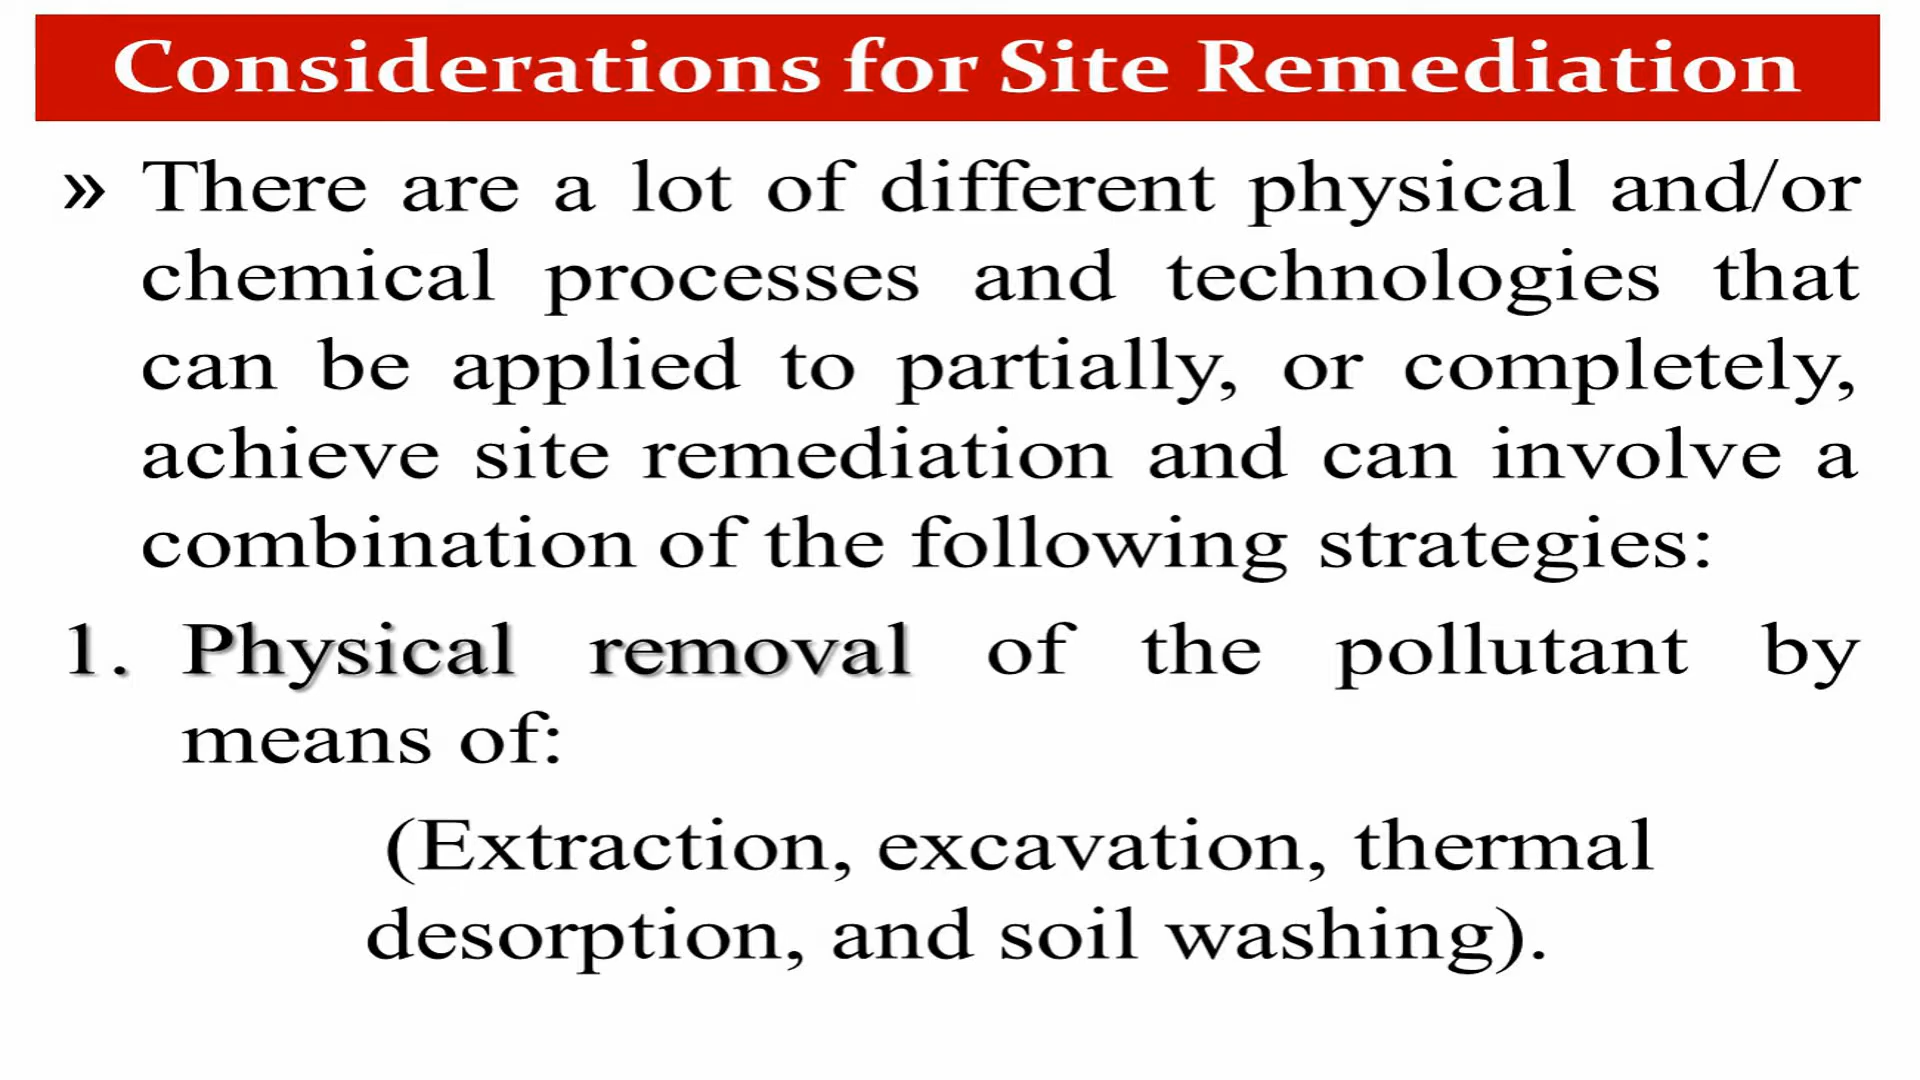 Considerations for Site Remediation
» There are a lot of different physical and/or
chemical processes and technologies that
can be applied to partially, or completely,
achieve site remediation and can involve a
combination of the following strategies:
1. Physical removal of the pollutant by
means of:
(Extraction, excavation, thermal
desorption, and soil washing).